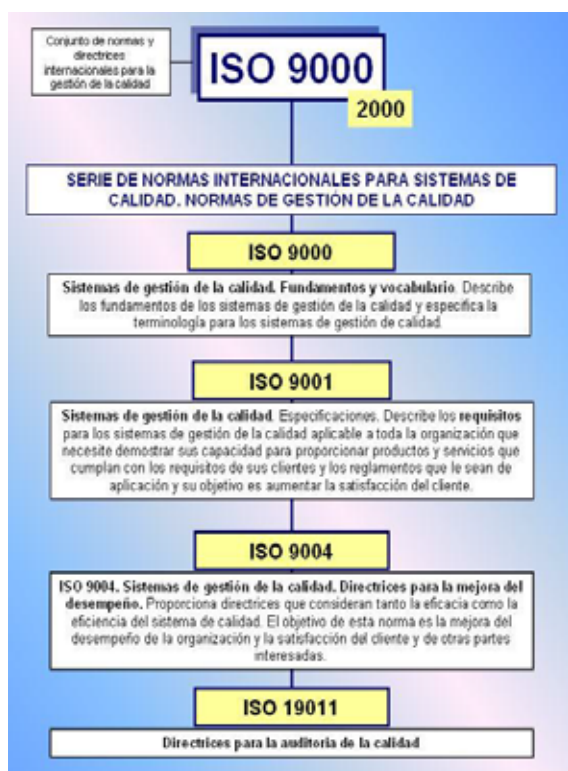 Conjunto de normas y
directrices
internacionales para la
gestión de la calidad
ISO 9000
2000
SERIE DE NORMAS INTERNACIONALES PARA SISTEMAS DE
CALIDAD. NORMAS DE GESTIÓN DE LA CALIDAD
ISO 9000
Sistemas de gestión de la calidad. Fundamentos y vocabulario. Describe
los fundamentos de los sistemas de gestión de la calidad y especifica la
terminología para los sistemas de gestión de calidad.
ISO 9001
Sistemas de gestión de la calidad. Especificaciones. Describe los requisitos
para los sistemas de gestión de la calidad aplicable a toda la organización que
necesite demostrar sus capacidad para proporcionar productos y servicios que
cumplan con los requisitos de sus clientes y los reglamentos que le sean de
aplicación y su objetivo es aumentar la satisfacción del cliente.
ISO 9004
ISO 9004. Sistemas de gestión de la calidad. Directrices para la mejora del
desempeño. Proporciona directrices que consideran tanto la eficacia como la
eficiencia del sistema de calidad. El objetivo de esta norma es la mejora del
desempeño de la organización y la satisfacción del cliente y de otras partes
interesadas.
ISO 19011
Directrices para la auditoria de la calidad